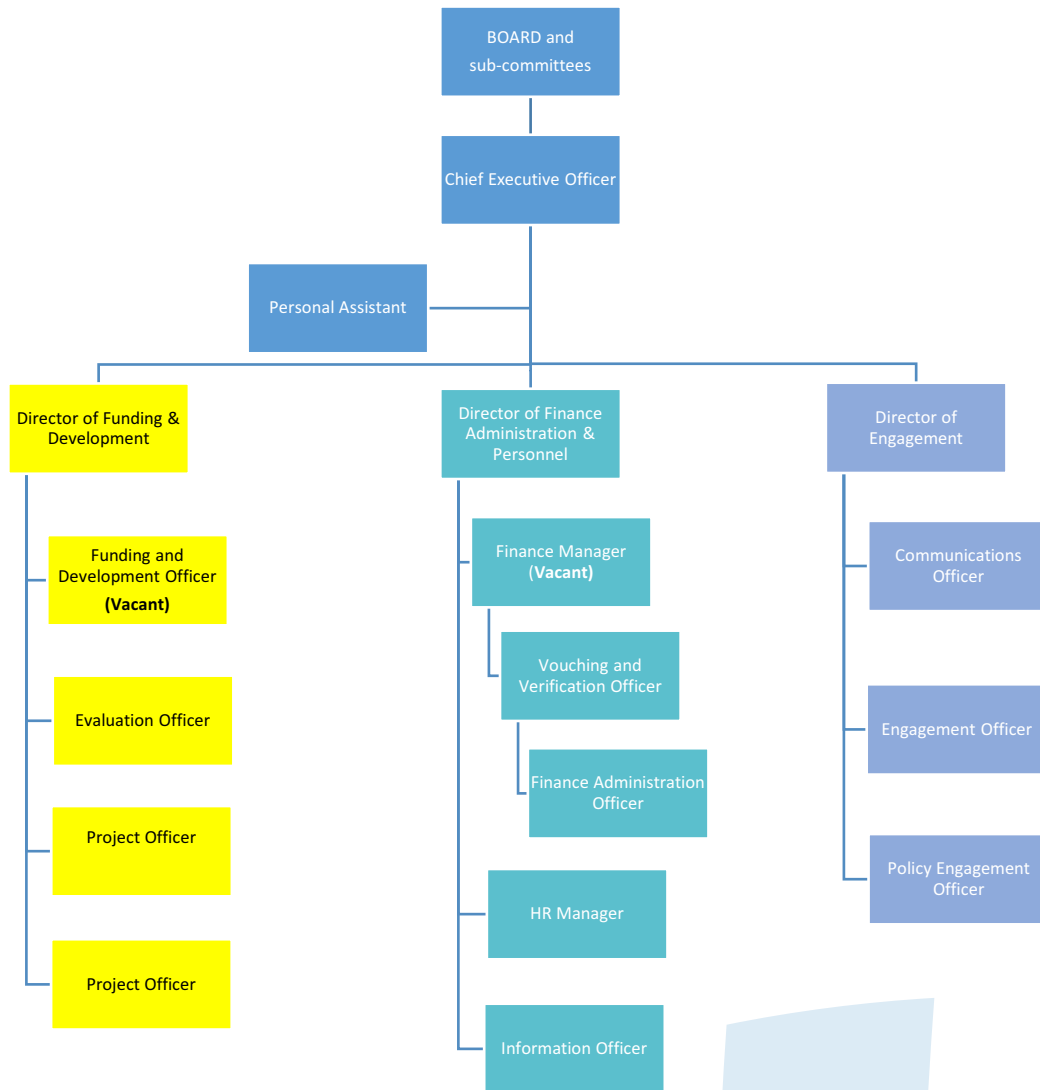 BOARD and
sub-committees
Chief Executive Officer
Personal Assistant
Director of Funding &
Development
Director of Finance
Administration &
Personnel
Director of
Engagement
Funding and
Development Officer
(Vacant)
Finance Manager
(Vacant)
Communications
Officer
Vouching and
Verification Officer
Evaluation Officer
Engagement Officer
Finance Administration
Officer
Project Officer
Policy Engagement
Officer
HR Manager
Project Officer
Information Officer